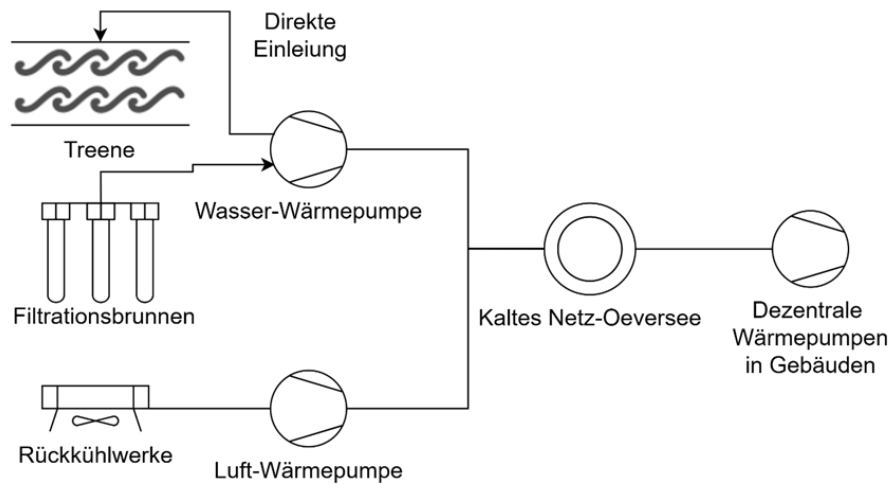 Direkte
Einleiung
Treene
Wasser-Wärmepumpe
Filtrationsbrunnen
Kaltes Netz-Oeversee
Dezentrale
Wärmepumpen
in Gebäuden
Rückkühlwerke
Luft-Wärmepumpe